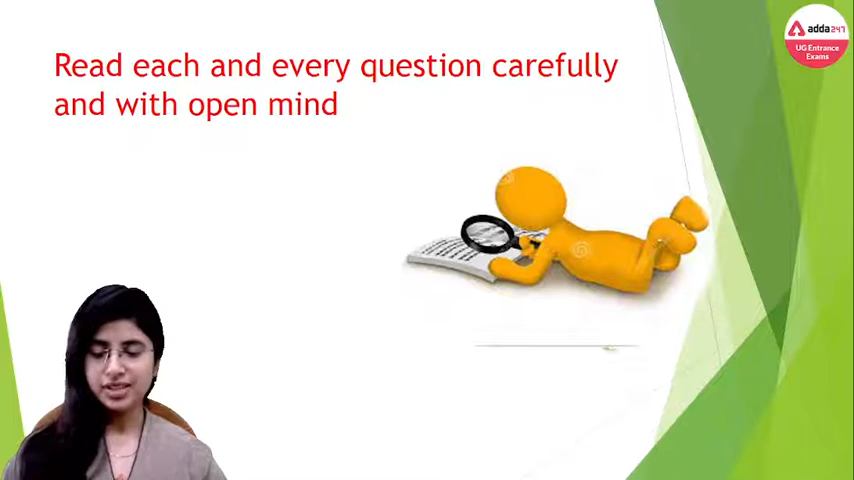 Read each and every question carefully
and with open mind
adda247
UG Entrance
Exams